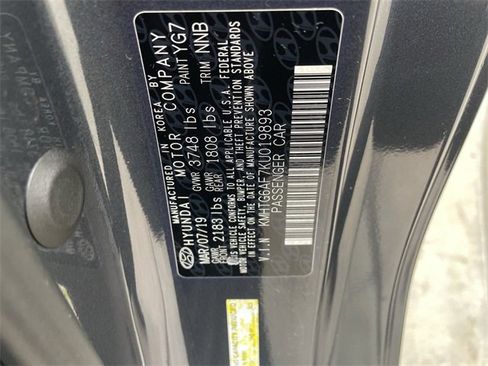 MANUFACTURED IN KOREA BY
HYUNDAI MOTOR COMPANY
MAR/07/19 GVWR 3748 lbs PAINT YG7
GAWR FRONT 2183lbs GAWR REAR 1808 lbs TRIM NNB
THIS VEHICLE CONFORMS TO ALL APPLICABLE U.S.A. FEDERAL
MOTOR VEHICLE SAFETY, BUMPER, AND THEFT PREVENTION STANDARDS
IN EFFECT ON THE DATE OF MANUFACTURE SHOWN ABOVE.
V.I.N KMHTG6AF7KU019893
PASSENGER CAR